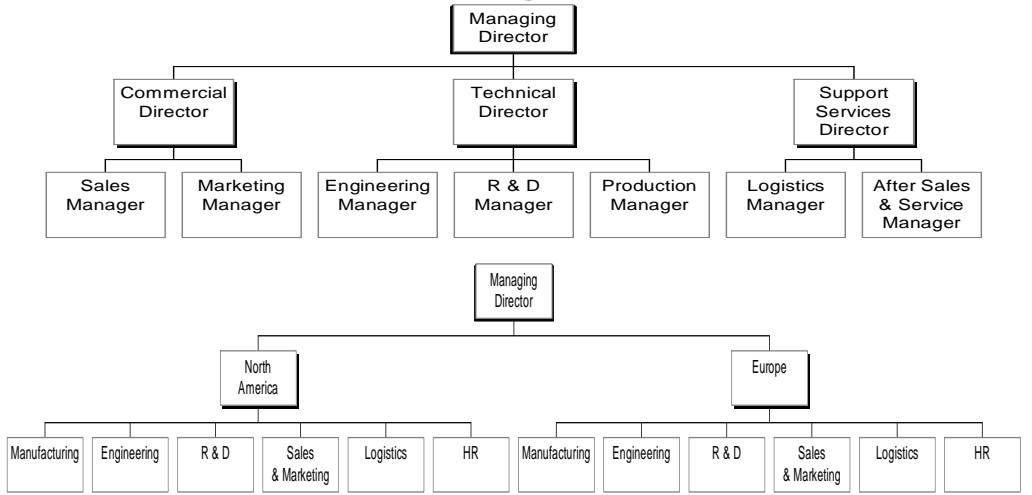 Managing
Director
Commercial
Director
Technical
Director
Support
Services
Director
Sales
Manager
Marketing
Manager
Engineering
Manager
R & D
Manager
Production
Manager
Logistics
Manager
After Sales
& Service
Manager
Managing
Director
North
America
Europe
Manufacturing
Engineering
R & D
Sales
& Marketing
Logistics
HR
Manufacturing
Engineering
R & D
Sales
& Marketing
Logistics
HR